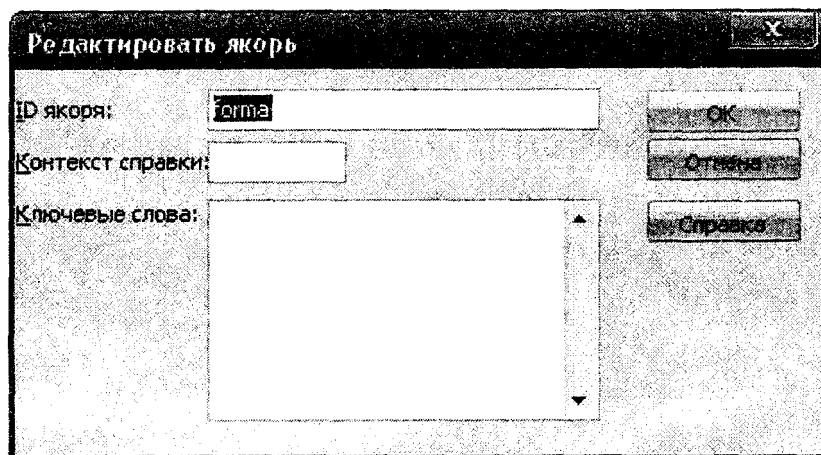 Редактировать якорь
X
ID якоря:
forma
OK
Контекст справки:
Отмена
Ключевые слова:
Справка